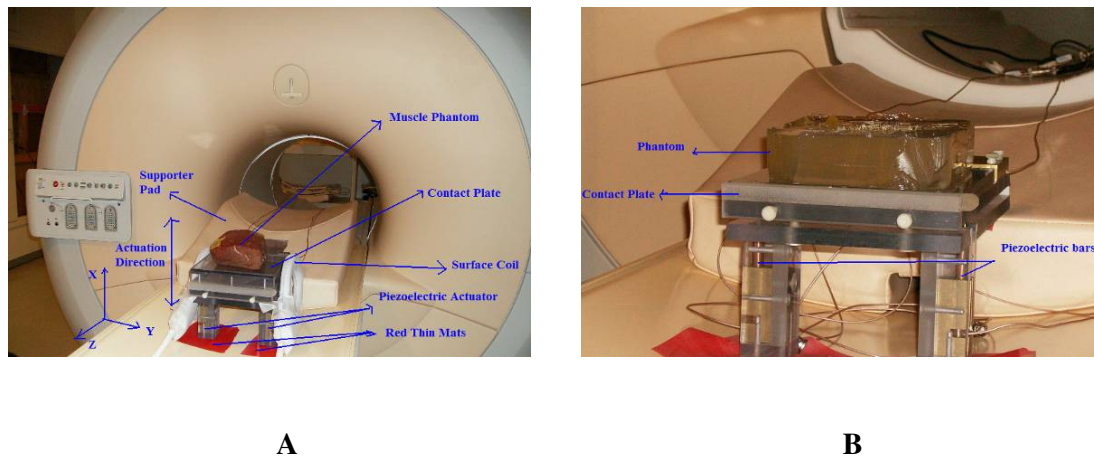 Muscle Phantom
Supporter
Pad
Contact Plate
Actuation
Direction
Surface Coil
X
Piezoelectric Actuator
Y
Red Thin Mats
Z
Phantom
Contact Plate
Piezoelectric bars
A
B